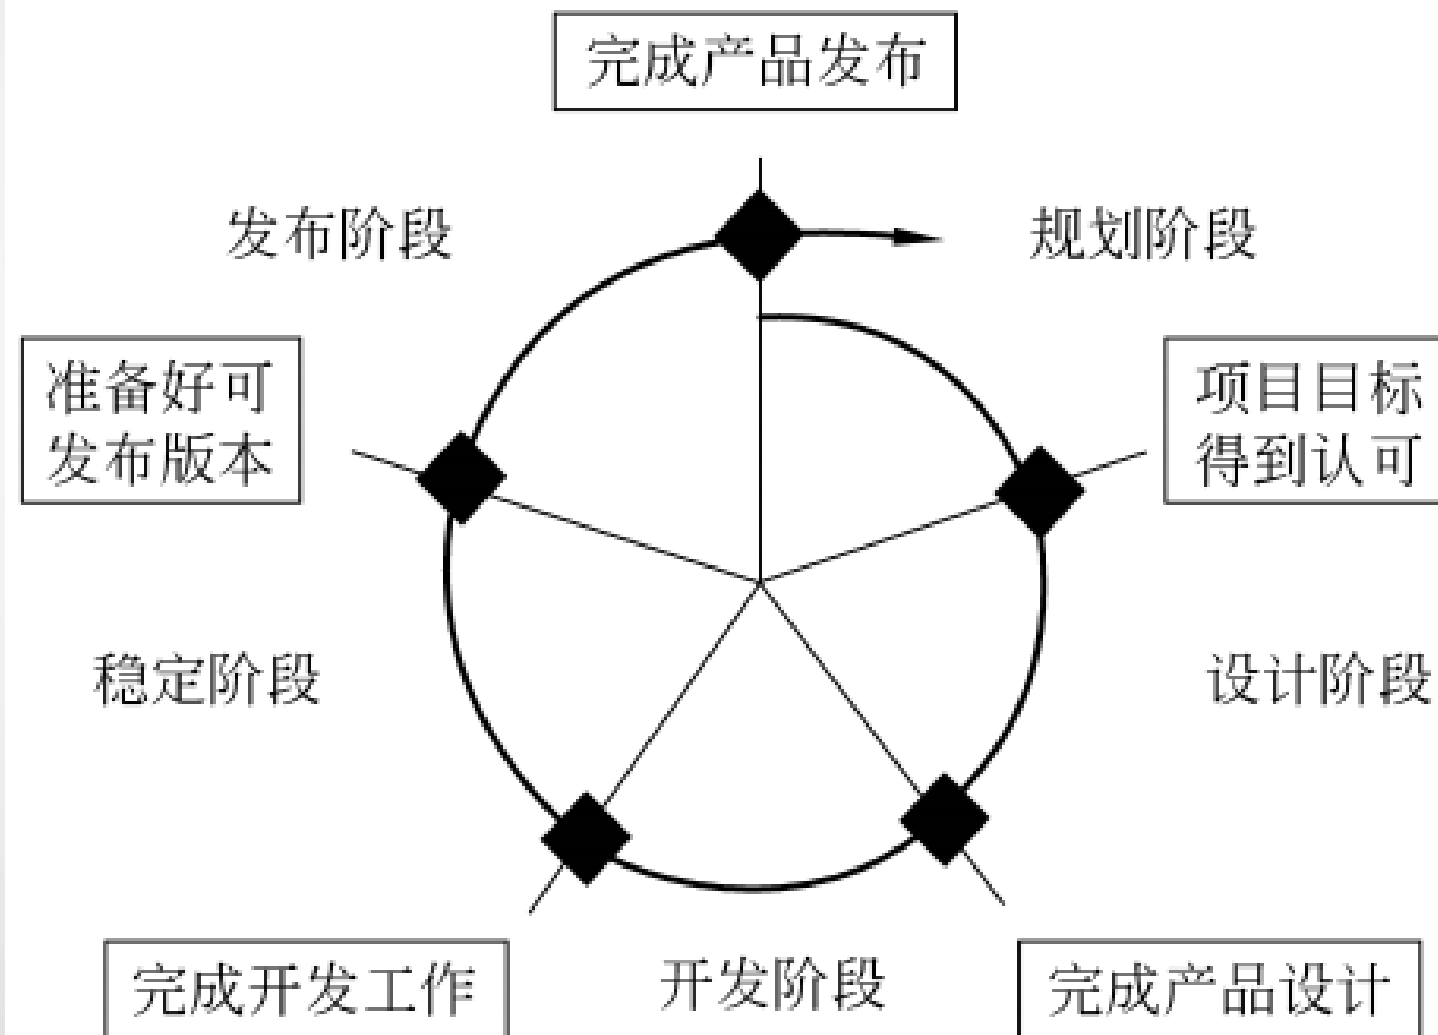 完成产品发布
发布阶段
规划阶段
准备好可
发布版本
项目目标
得到认可
稳定阶段
设计阶段
完成开发工作
开发阶段
完成产品设计